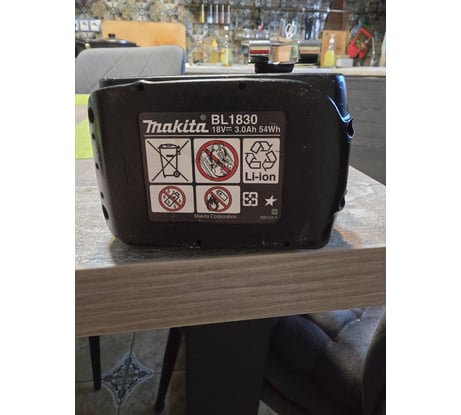 makita® BL1830
18V⎓ 3.0Ah 54Wh
Li-ion
Makita Corporation